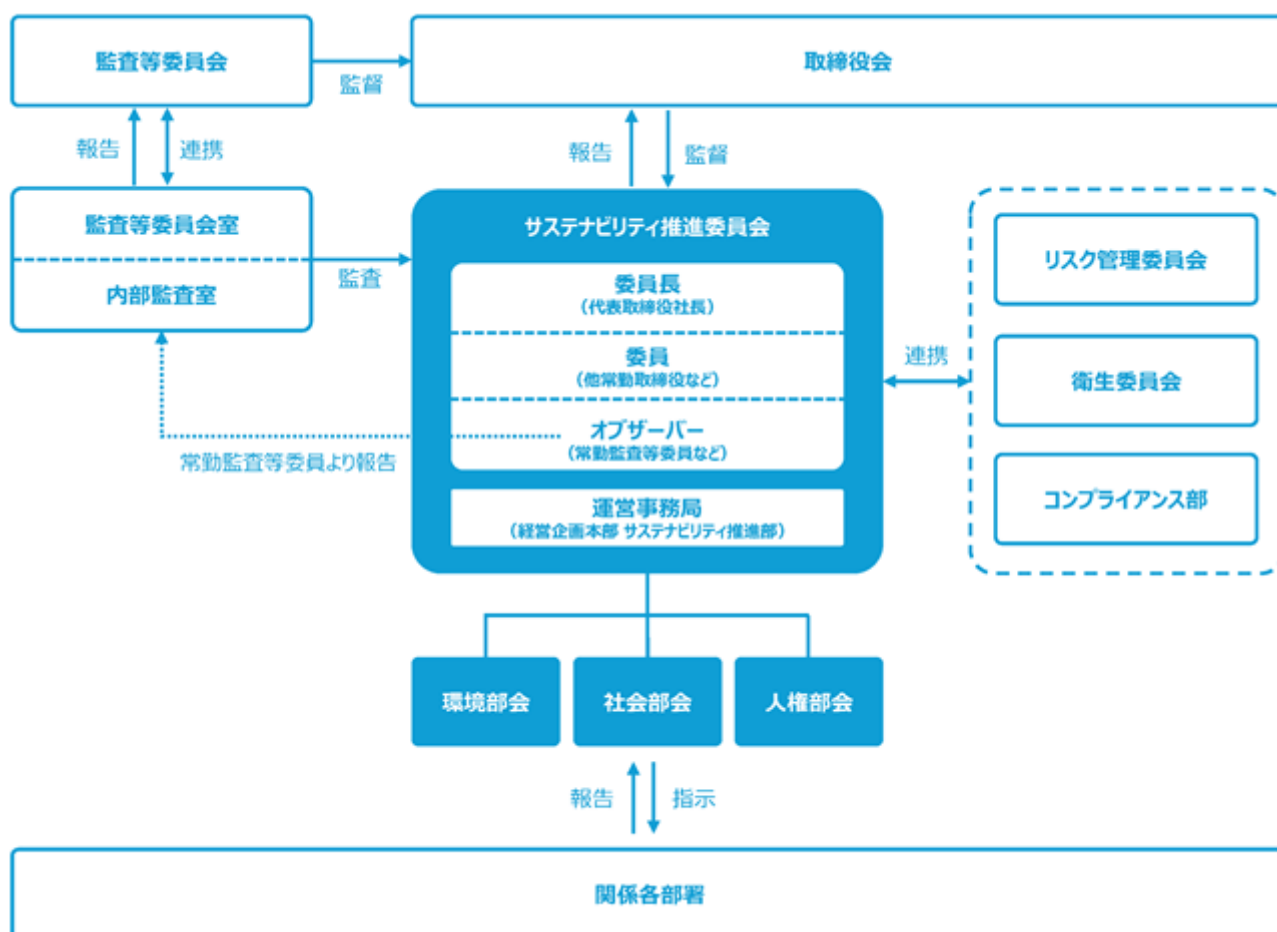 監査等委員会
監督
取締役会
報告
連携
報告
監督
監査等委員会室
内部監査室
監査
サステナビリティ推進委員会
委員長
（代表取締役社長）
委員
（他常勤取締役など）
オブザーバー
（常勤監査等委員など）
常勤監査等委員より報告
運営事務局
（経営企画本部 サステナビリティ推進部）
連携
リスク管理委員会
衛生委員会
コンプライアンス部
環境部会
社会部会
人権部会
報告
指示
関係各部署